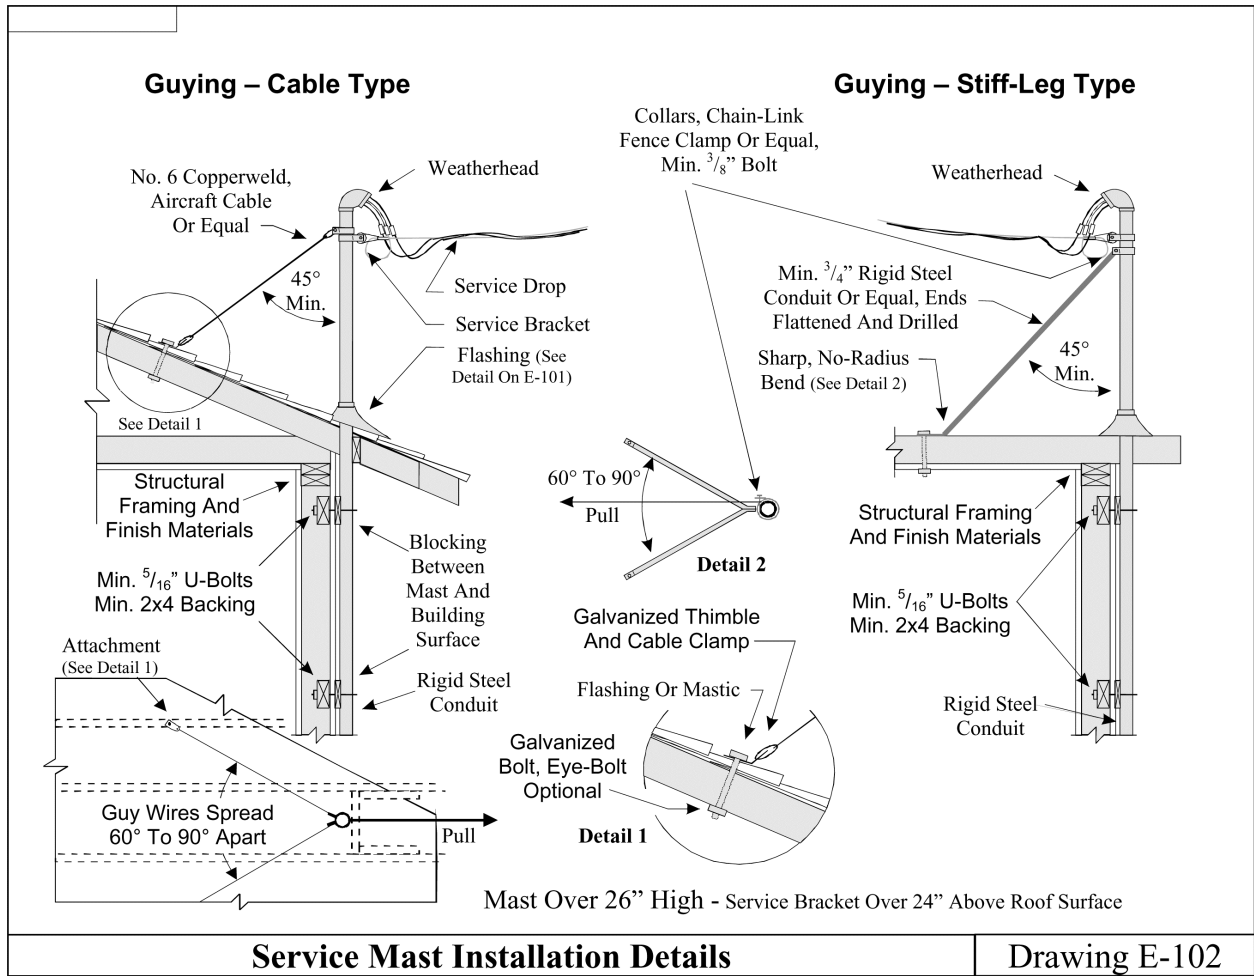 Guying – Cable Type
Guying – Stiff-Leg Type
Collars, Chain-Link
Fence Clamp Or Equal,
Min. 3/8” Bolt
No. 6 Copperweld,
Aircraft Cable
Or Equal
Weatherhead
Weatherhead
45°
Min.
Service Drop
Service Bracket
Flashing (See
Detail On E-101)
See Detail 1
Min. 3/4” Rigid Steel
Conduit Or Equal, Ends
Flattened And Drilled
Sharp, No-Radius
Bend (See Detail 2)
45°
Min.
Structural
Framing And
Finish Materials
60° To 90°
Pull
Detail 2
Structural Framing
And Finish Materials
Blocking
Between
Mast And
Building
Surface
Min. 5/16” U-Bolts
Min. 2x4 Backing
Min. 5/16” U-Bolts
Min. 2x4 Backing
Galvanized Thimble
And Cable Clamp
Attachment
(See Detail 1)
Rigid Steel
Conduit
Flashing Or Mastic
Rigid Steel
Conduit
Galvanized
Bolt, Eye-Bolt
Optional
Guy Wires Spread
60° To 90° Apart
Pull
Detail 1
Mast Over 26” High - Service Bracket Over 24” Above Roof Surface
Service Mast Installation Details
Drawing E-102